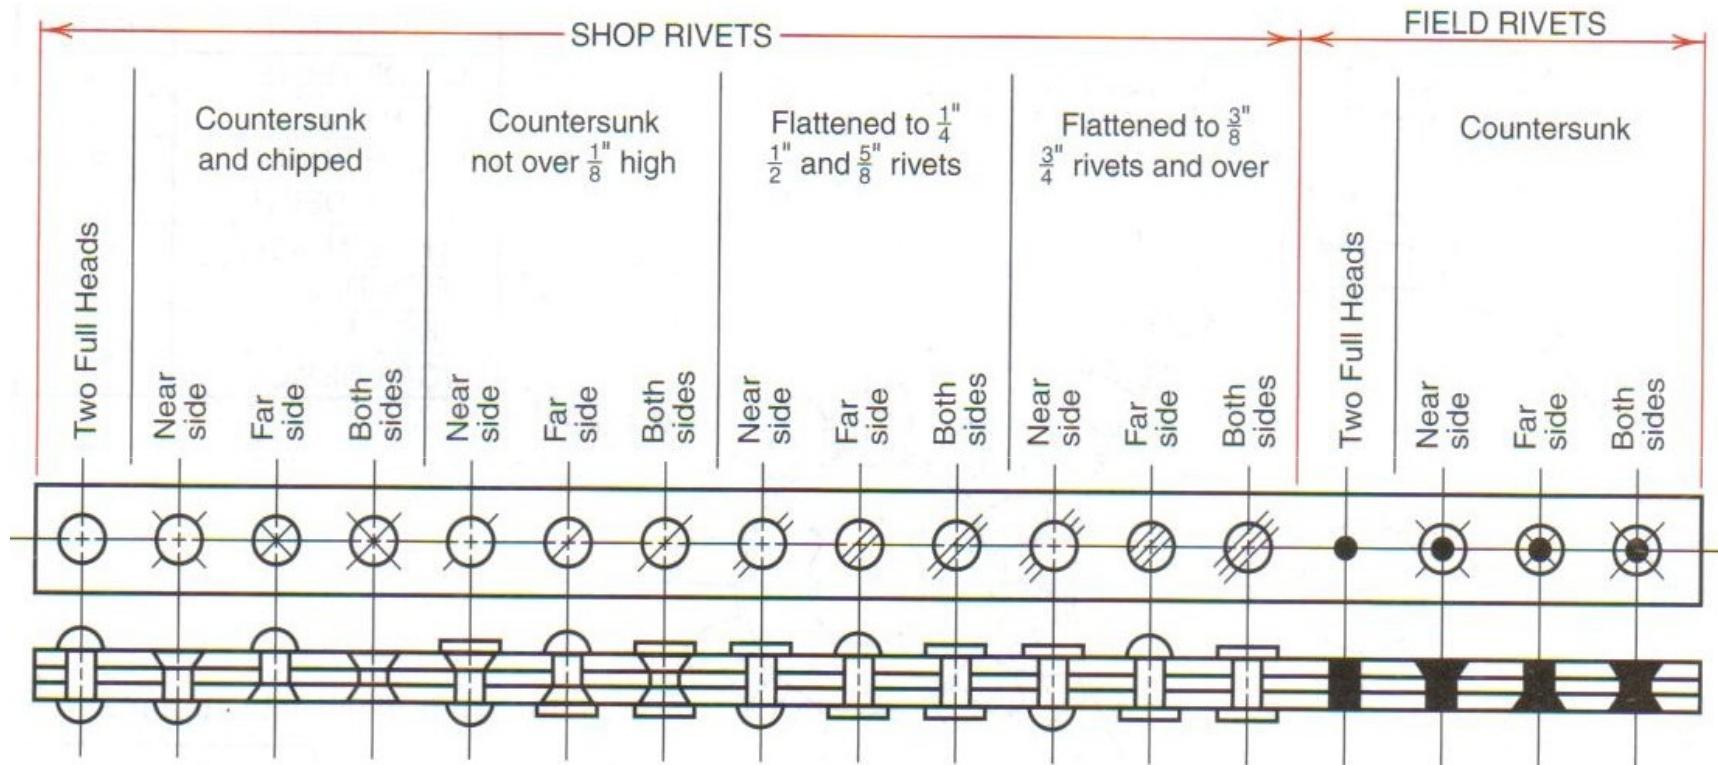 SHOP RIVETS
FIELD RIVETS
Countersunk
and chipped
Countersunk
not over 1/8" high
Flattened to 1/4"
1/2" and 5/8" rivets
Flattened to 3/8"
3/4" rivets and over
Countersunk
Two Full Heads
Near
side
Far
side
Both
sides
Near
side
Far
side
Both
sides
Near
side
Far
side
Both
sides
Near
side
Far
side
Both
sides
Two Full Heads
Near
side
Far
side
Both
sides